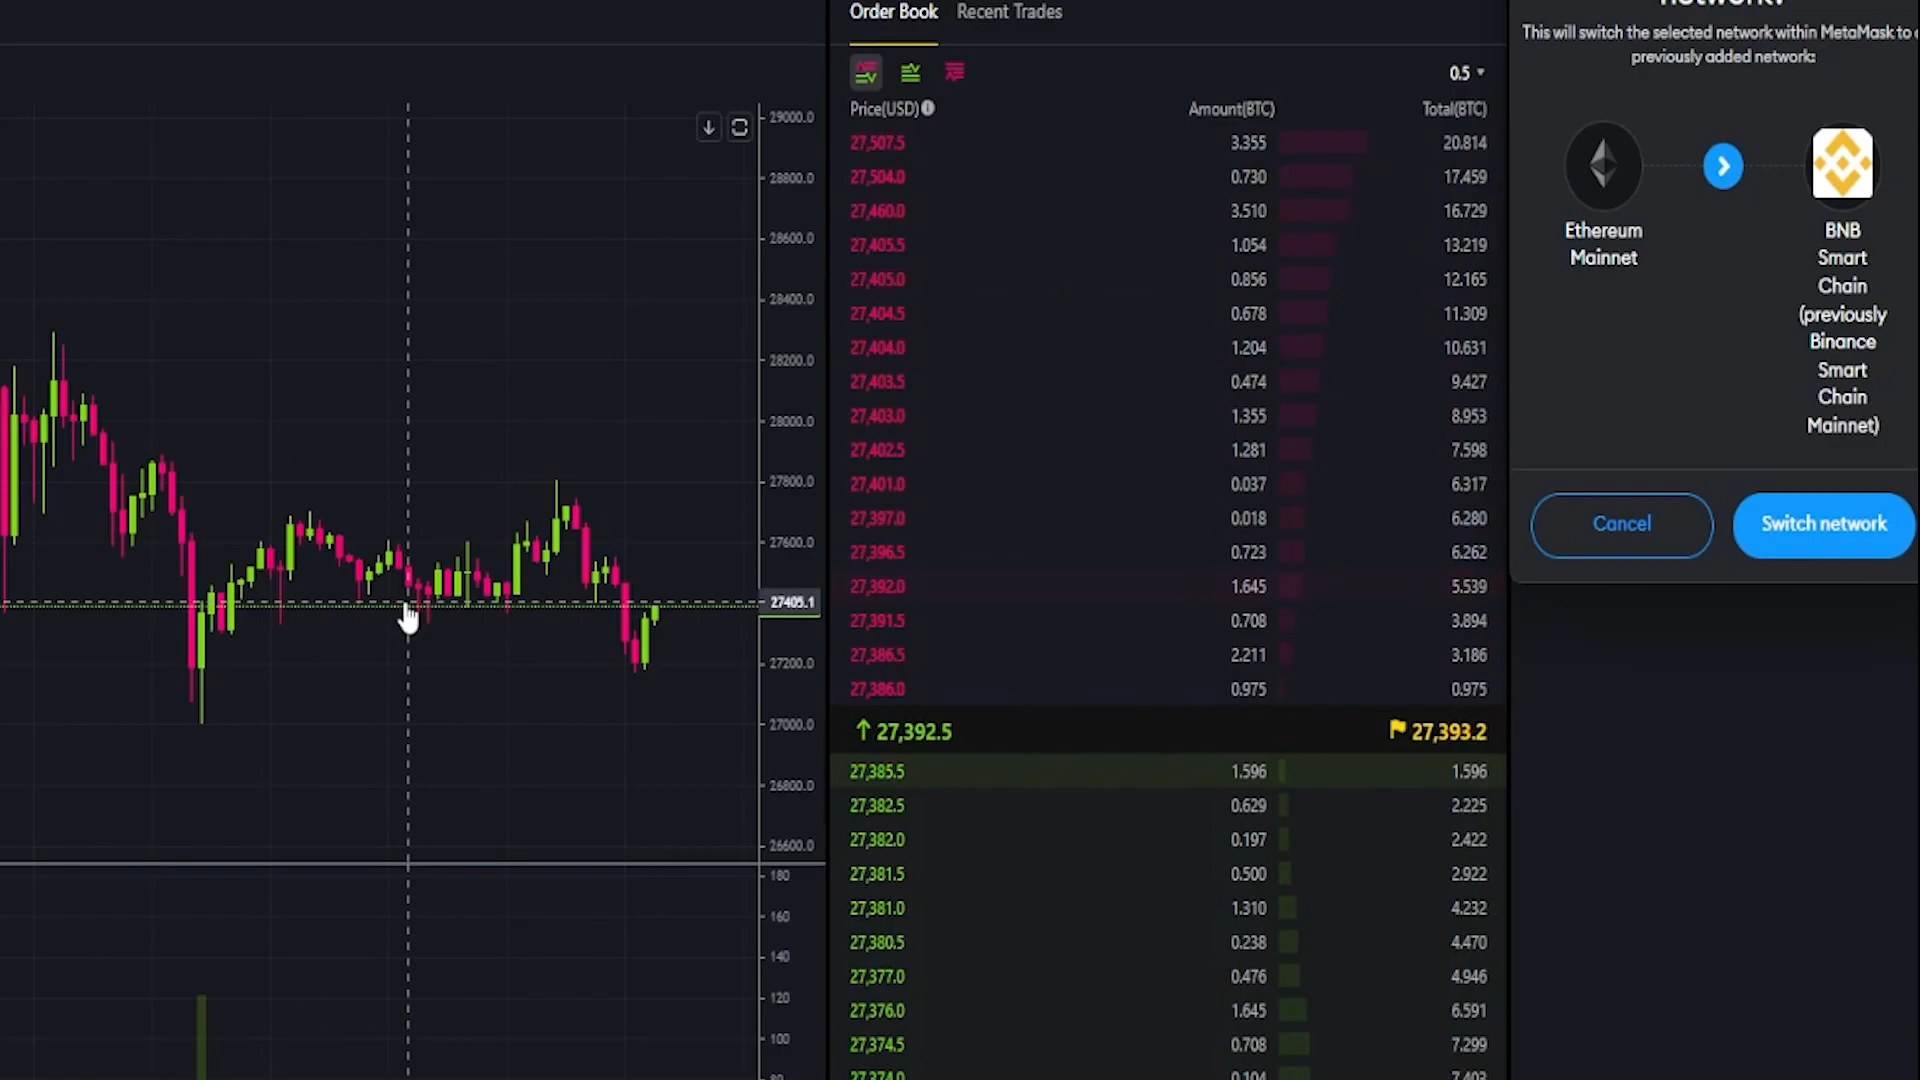 Order Book Recent Trades
0.5
Price(USD) Amount(BTC) Total(BTC)
27,507.5 3.355 20.814
27,504.0 0.730 17.459
27,460.0 3.510 16.729
27,405.5 1.054 13.219
27,405.0 0.856 12.165
27,404.5 0.678 11.309
27,404.0 1.204 10.631
27,403.5 0.474 9.427
27,403.0 1.355 8.953
27,402.5 1.281 7.598
27,401.0 0.037 6.317
27,397.0 0.018 6.280
27,396.5 0.723 6.262
27,392.0 1.645 5.539
27,391.5 0.708 3.894
27,386.5 2.211 3.186
27,386.0 0.975 0.975
27,392.5 27,393.2
27,385.5 1.596 1.596
27,382.5 0.629 2.225
27,382.0 0.197 2.422
27,381.5 0.500 2.922
27,381.0 1.310 4.232
27,380.5 0.238 4.470
27,377.0 0.476 4.946
27,376.0 1.645 6.591
27,374.5 0.708 7.299
27,374.0 0.104 7.403
29000.0
28800.0
28600.0
28400.0
28200.0
28000.0
27800.0
27600.0
27405.1
27200.0
27000.0
26800.0
26600.0
180
160
140
120
100
80
network?
This will switch the selected network within MetaMask to
previously added network:
Ethereum
Mainnet
BNB
Smart
Chain
(previously
Binance
Smart
Chain
Mainnet)
Cancel
Switch network